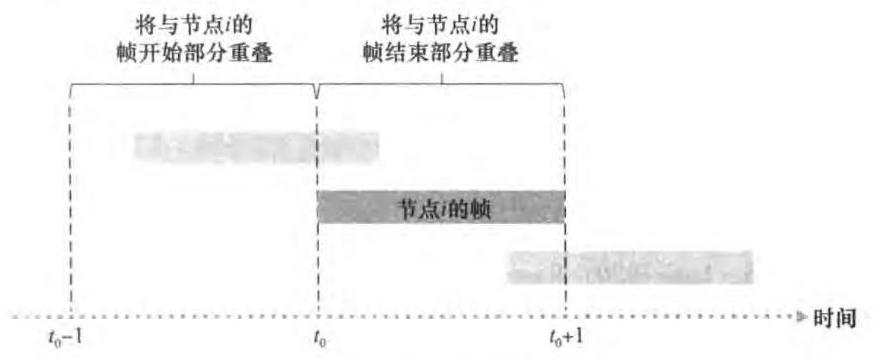 将与节点i的
帧开始部分重叠
将与节点i的
帧结束部分重叠
节点i的帧
时间
t₀-1
t₀
t₀+1